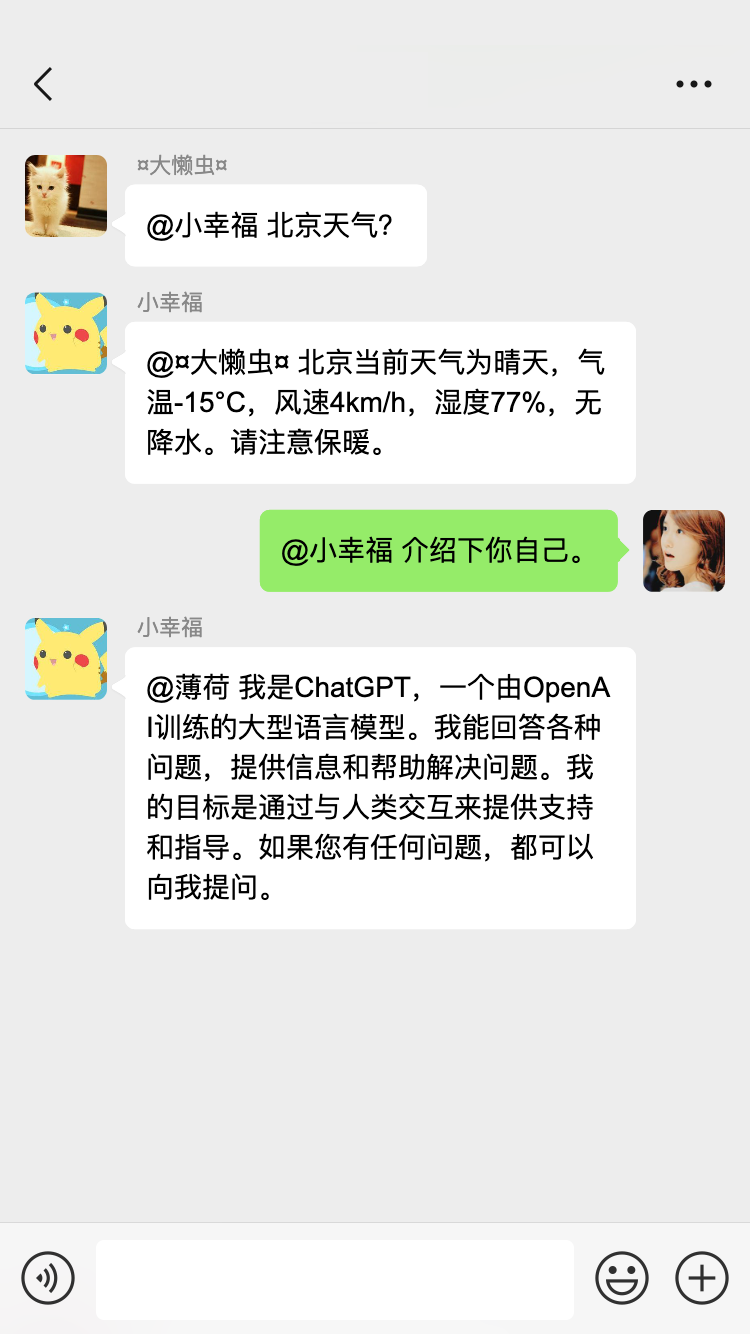 ¤大懒虫¤
@小幸福 北京天气?
小幸福
@¤大懒虫¤ 北京当前天气为晴天，气
温-15°C，风速4km/h，湿度77%，无
降水。请注意保暖。
@小幸福 介绍下你自己。
小幸福
@薄荷 我是ChatGPT，一个由OpenA
I训练的大型语言模型。我能回答各种
问题，提供信息和帮助解决问题。我
的目标是通过与人类交互来提供支持
和指导。如果您有任何问题，都可以
向我提问。